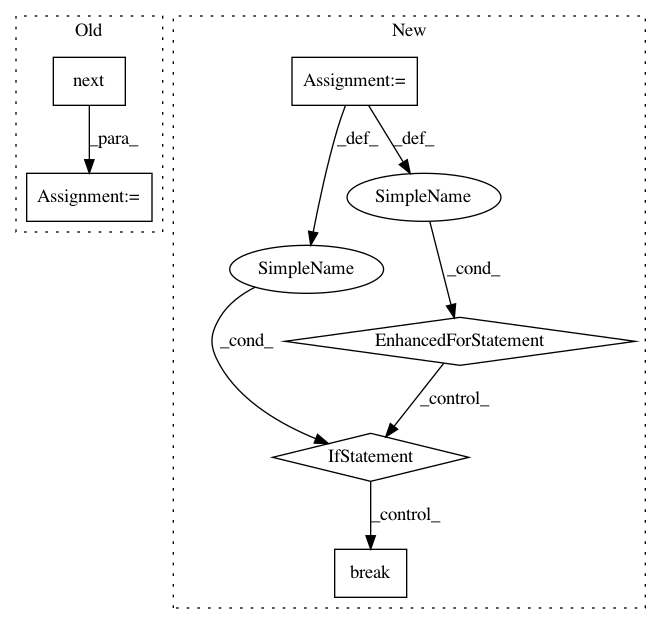 Old
New
next
Assignment:=
_para_
_def_
_def_
Assignment:=
SimpleName
SimpleName
_cond_
_cond_
EnhancedForStatement
_control_
IfStatement
_control_
break